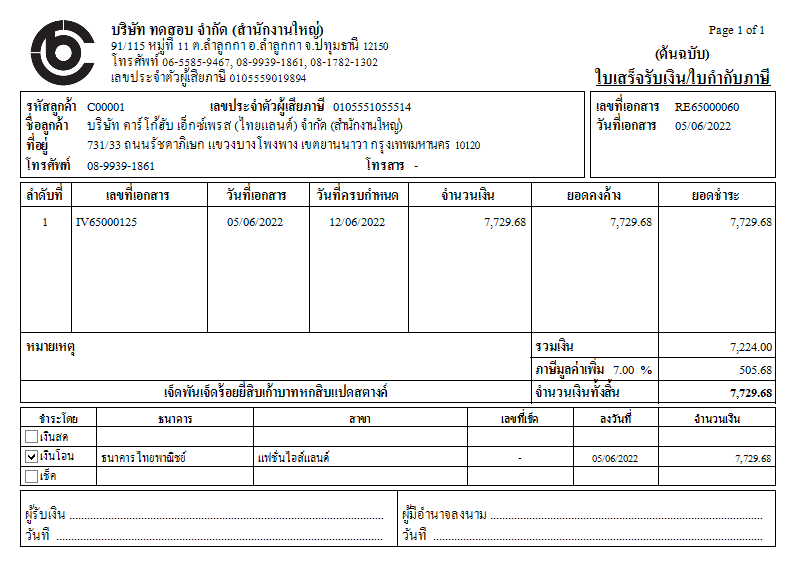 บริษัท ทดสอบ จำกัด (สำนักงานใหญ่)
Page 1 of 1
91/115 หมู่ที่ 11 ต.ลำลูกกา อ.ลำลูกกา จ.ปทุมธานี 12150
โทรศัพท์ 06-5585-9467, 08-9939-1861, 08-1782-1302
เลขประจำตัวผู้เสียภาษี 0105559019894
(ต้นฉบับ)
ใบเสร็จรับเงิน/ใบกำกับภาษี
รหัสลูกค้า C00001 เลขประจำตัวผู้เสียภาษี 0105551055514
ชื่อลูกค้า บริษัท คาร์โก้ฮับ เอ็กซ์เพรส (ไทยแลนด์) จำกัด (สำนักงานใหญ่)
ที่อยู่ 731/33 ถนนรัชดาภิเษก แขวงบางโพงพาง เขตยานนาวา กรุงเทพมหานคร 10120
โทรศัพท์ 08-9939-1861 โทรสาร -
เลขที่เอกสาร RE65000060
วันที่เอกสาร 05/06/2022
ลำดับที่ เลขที่เอกสาร วันที่เอกสาร วันที่ครบกำหนด จำนวนเงิน ยอดคงค้าง ยอดชำระ
1 IV65000125 05/06/2022 12/06/2022 7,729.68 7,729.68 7,729.68
หมายเหตุ รวมเงิน 7,224.00
ภาษีมูลค่าเพิ่ม 7.00 % 505.68
เจ็ดพันเจ็ดร้อยยี่สิบเก้าบาทหกสิบแปดสตางค์ จำนวนเงินทั้งสิ้น 7,729.68
ชำระโดย ธนาคาร สาขา เลขที่เช็ค ลงวันที่ จำนวนเงิน
เงินสด
เงินโอน ธนาคารไทยพาณิชย์ แฟชั่นไอส์แลนด์ - 05/06/2022 7,729.68
เช็ค
ผู้รับเงิน ผู้มีอำนาจลงนาม
วันที่ วันที่